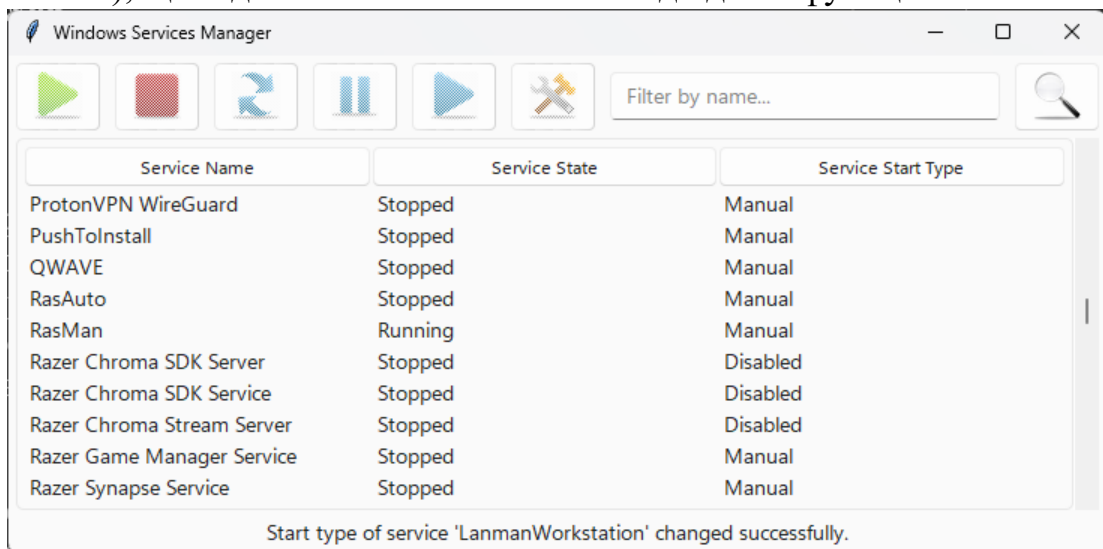 Windows Services Manager
Filter by name...
Service Name Service State Service Start Type
ProtonVPN WireGuard Stopped Manual
PushToInstall Stopped Manual
QWAVE Stopped Manual
RasAuto Stopped Manual
RasMan Running Manual
Razer Chroma SDK Server Stopped Disabled
Razer Chroma SDK Service Stopped Disabled
Razer Chroma Stream Server Stopped Disabled
Razer Game Manager Service Stopped Manual
Razer Synapse Service Stopped Manual
Start type of service 'LanmanWorkstation' changed successfully.